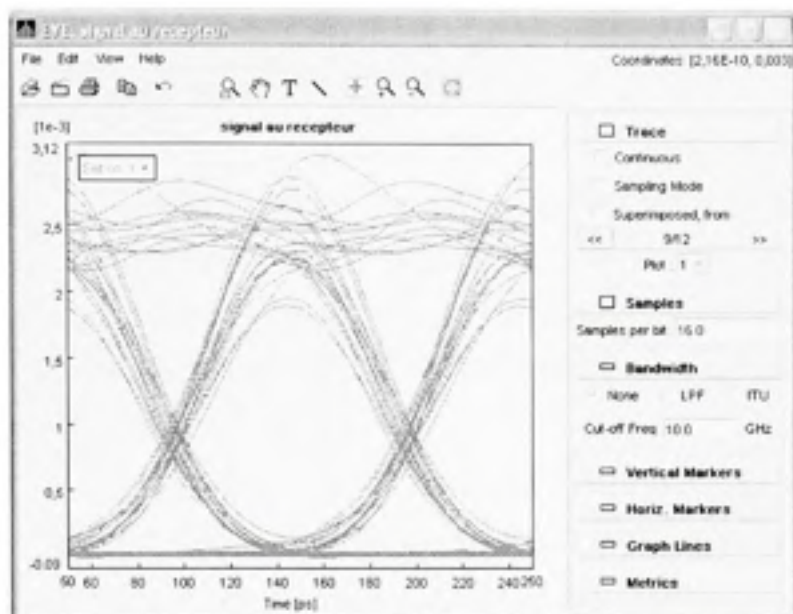 EYE: signal au recepteur
File Edit View Help
Coordinates: [2,16E-10, 0,003]
[1e-3]
signal au recepteur
3,12
2,5
2
1,5
1
0,5
-0.09
50 60 80 100 120 140 160 180 200 220 240 250
Time [ps]
Trace
Continuous
Sampling Mode
Superimposed, from
<< 9/12 >>
Plot 1
Samples
Samples per bit 16.0
Bandwidth
None LPF ITU
Cut-off Freq 10.0 GHz
Vertical Markers
Horiz. Markers
Graph Lines
Metrics